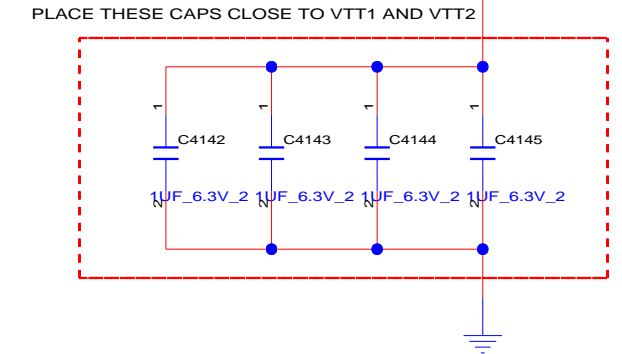 PLACE THESE CAPS CLOSE TO VTT1 AND VTT2
1 1 1 1
C4142 C4143 C4144 C4145
1UF_6.3V_2 1UF_6.3V_2 1UF_6.3V_2 1UF_6.3V_2
2 2 2 2